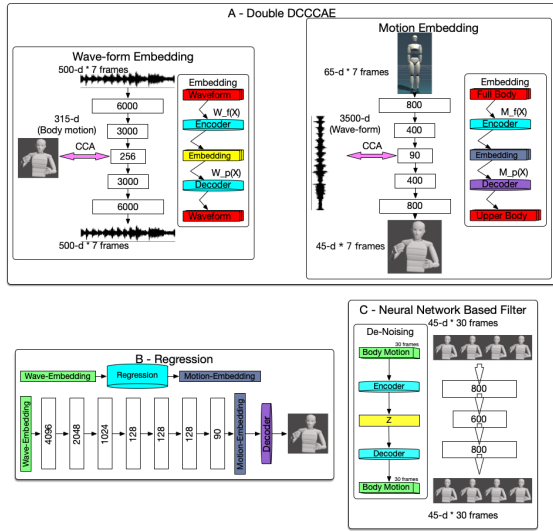 A - Double DCCCAE
Wave-form Embedding
500-d * 7 frames
6000
315-d
(Body motion)
3000
CCA
256
3000
6000
500-d * 7 frames
Embedding
Waveform
W_f(X)
Encoder
Embedding
W_p(X)
Decoder
Waveform
Motion Embedding
65-d * 7 frames
800
3500-d
(Wave-form)
400
CCA
90
400
800
45-d * 7 frames
Embedding
Full Body
M_f(X)
Encoder
Embedding
M_p(X)
Decoder
Upper Body
B - Regression
Wave-Embedding
Regression
Motion-Embedding
Wave-Embedding
4096
2048
1024
128
128
128
90
Motion-Embedding
Decoder
C - Neural Network Based Filter
45-d * 30 frames
De-Noising
30 frames
Body Motion
Encoder
Z
Decoder
30 frames
Body Motion
800
600
800
45-d * 30 frames